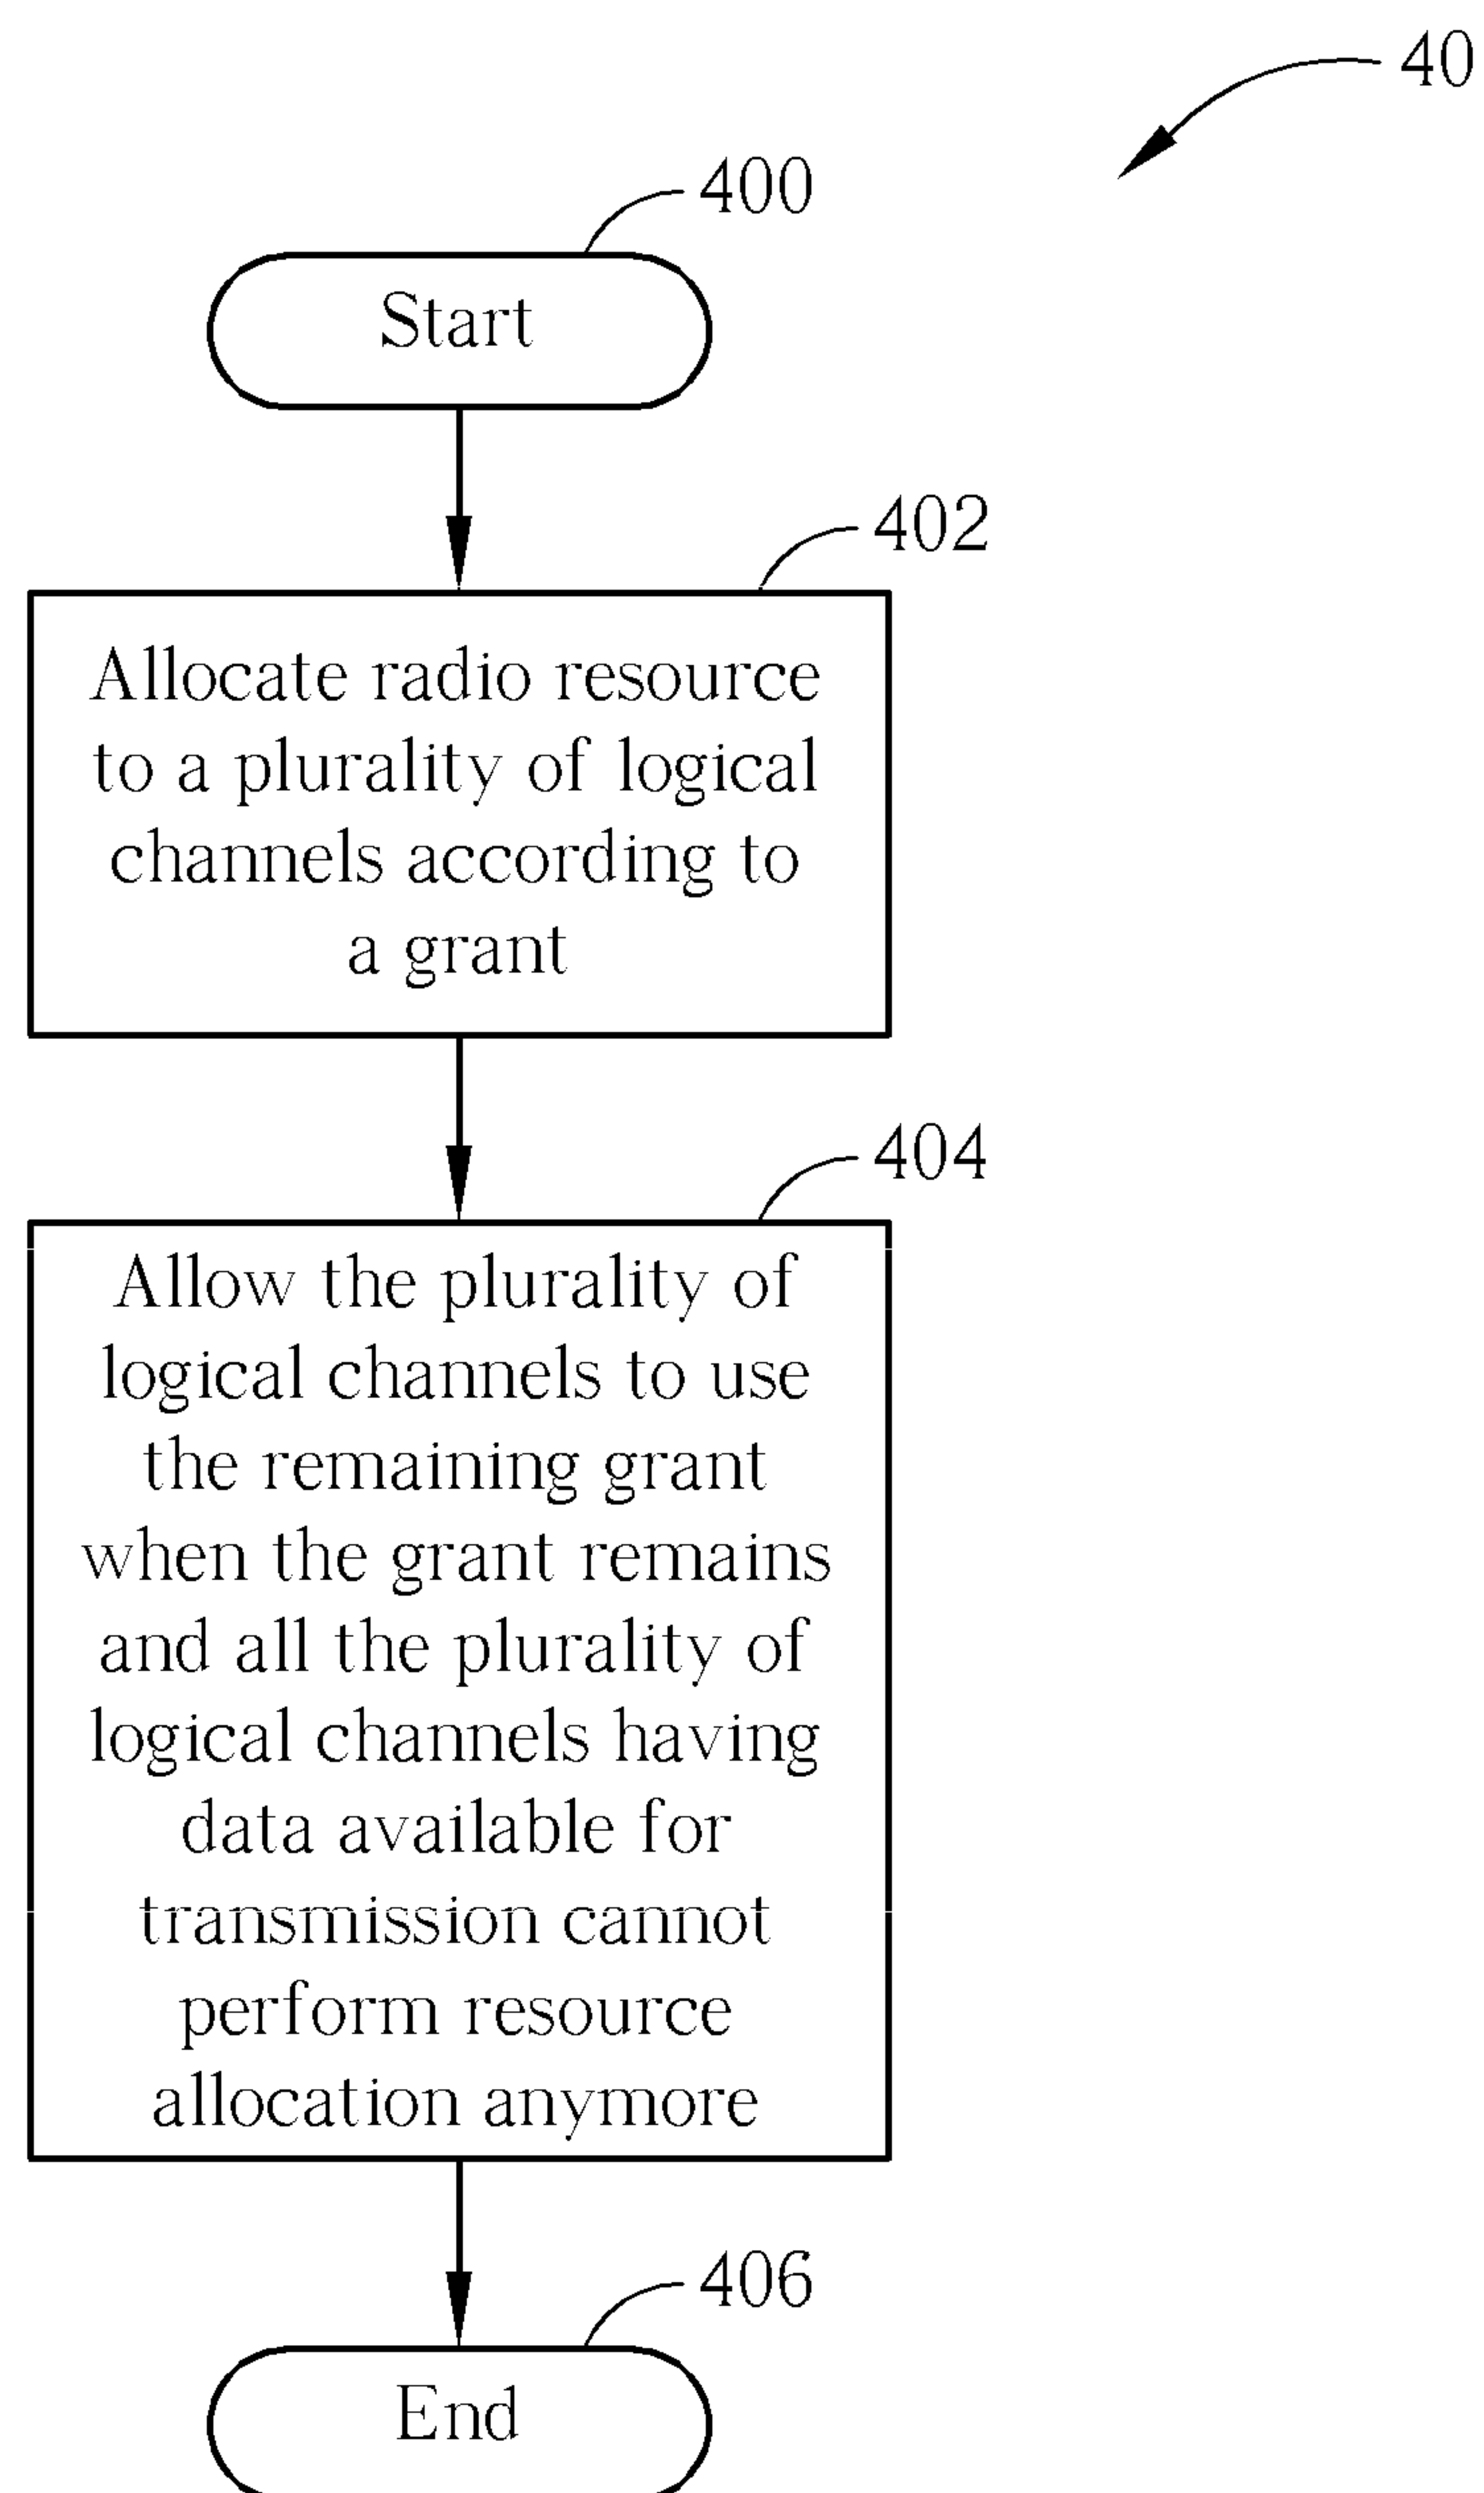 40
400
Start
402
Allocate radio resource
to a plurality of logical
channels according to
a grant
404
Allow the plurality of
logical channels to use
the remaining grant
when the grant remains
and all the plurality of
logical channels having
data available for
transmission cannot
perform resource
allocation anymore
406
End